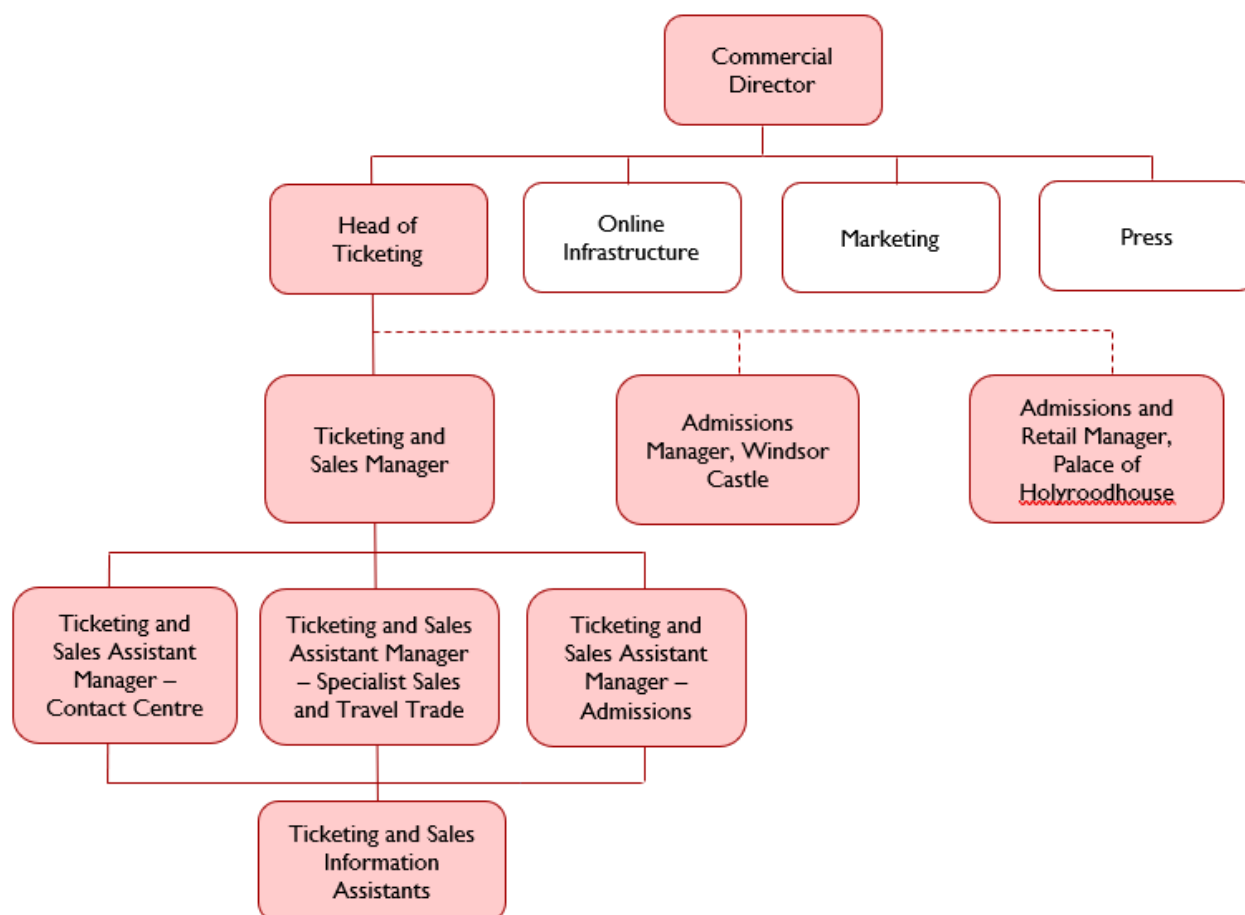 Commercial
Director
Head of
Ticketing
Online
Infrastructure
Marketing
Press
Ticketing and
Sales Manager
Admissions
Manager, Windsor
Castle
Admissions and
Retail Manager,
Palace of
Holyroodhouse
Ticketing and
Sales Assistant
Manager –
Contact Centre
Ticketing and Sales
Assistant Manager
– Specialist Sales
and Travel Trade
Ticketing and
Sales Assistant
Manager –
Admissions
Ticketing and Sales
Information
Assistants